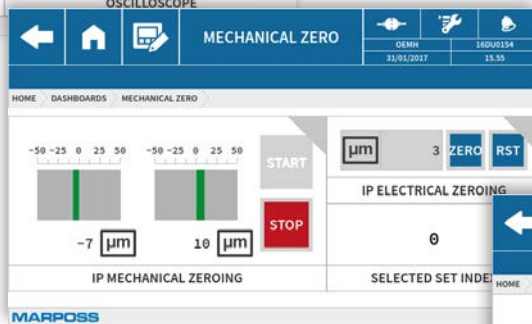 OSCILLOSCOPE
MECHANICAL ZERO
OEMH
16DU0154
31/01/2017
15.55
HOME DASHBOARDS MECHANICAL ZERO
-50 -25 0 25 50
-50 -25 0 25 50
START
STOP
-7 µm
10 µm
IP MECHANICAL ZEROING
µm 3 ZERO RST
IP ELECTRICAL ZEROING
0
SELECTED SET INDE
HOME
MARPOSS